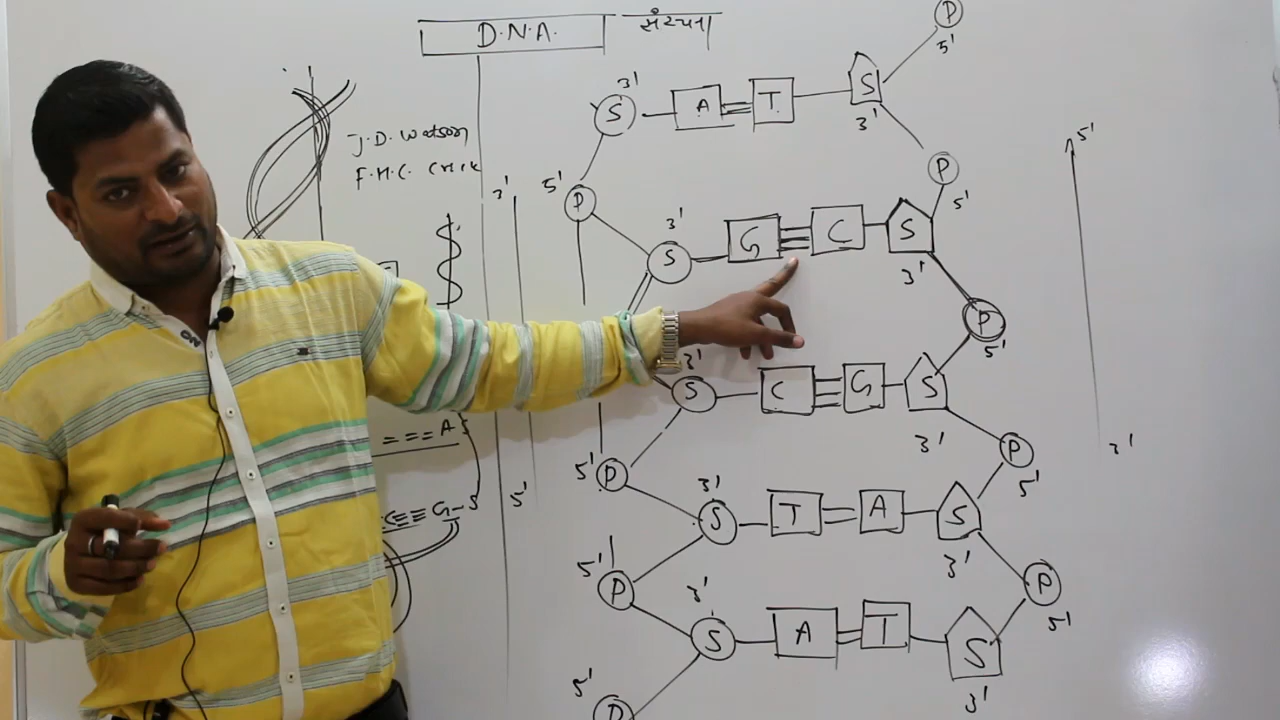 D.N.A. संरचना
J.D. Watson
F.H.C. Crick
P
5'
3'
S A T S
3'
5' P P
5'
3'
S G C S
3'
P
5'
3'
S C G S
3'
P
5'
5' P
3'
S T A S
3'
5' P P
5'
3'
S A T S
3'
5'
P
3'
5'
A
G S
5'
3'